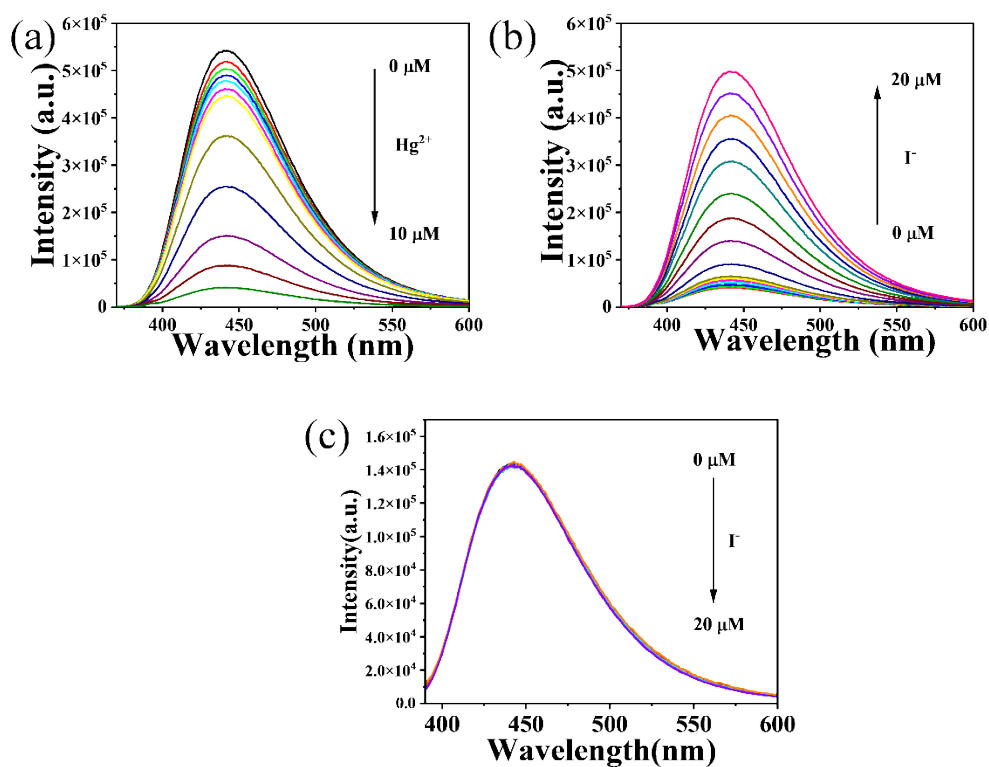 (a)
6×10⁵
5×10⁵
4×10⁵
3×10⁵
2×10⁵
1×10⁵
0
Intensity (a.u.)
0 μM
Hg²⁺
10 μM
400 450 500 550 600
Wavelength (nm)
(b)
6×10⁵
5×10⁵
4×10⁵
3×10⁵
2×10⁵
1×10⁵
0
Intensity (a.u.)
20 μM
I⁻
0 μM
400 450 500 550 600
Wavelength (nm)
(c)
1.6×10⁵
1.4×10⁵
1.2×10⁵
1.0×10⁵
8.0×10⁴
6.0×10⁴
4.0×10⁴
2.0×10⁴
0.0
Intensity(a.u.)
0 μM
I⁻
20 μM
400 450 500 550 600
Wavelength(nm)